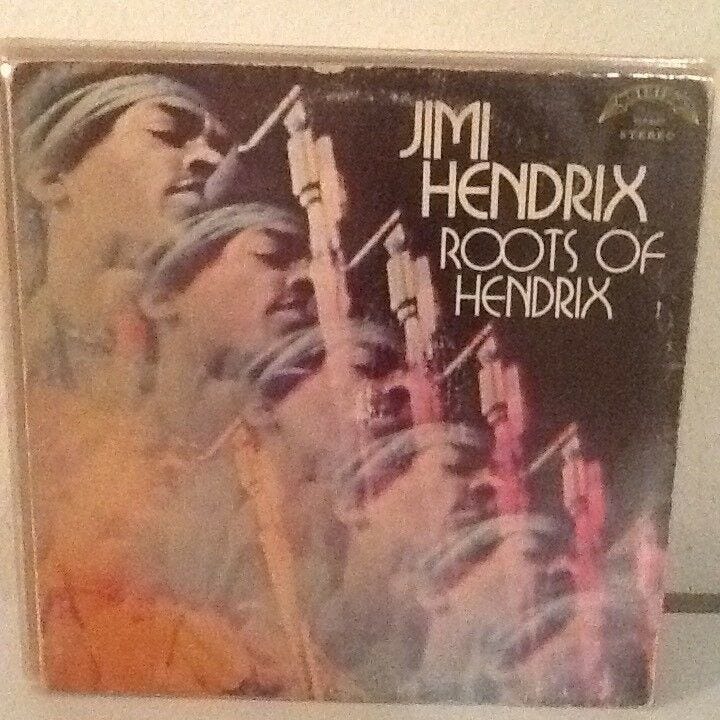 JIMI
HENDRIX
ROOTS OF
HENDRIX
STEREO